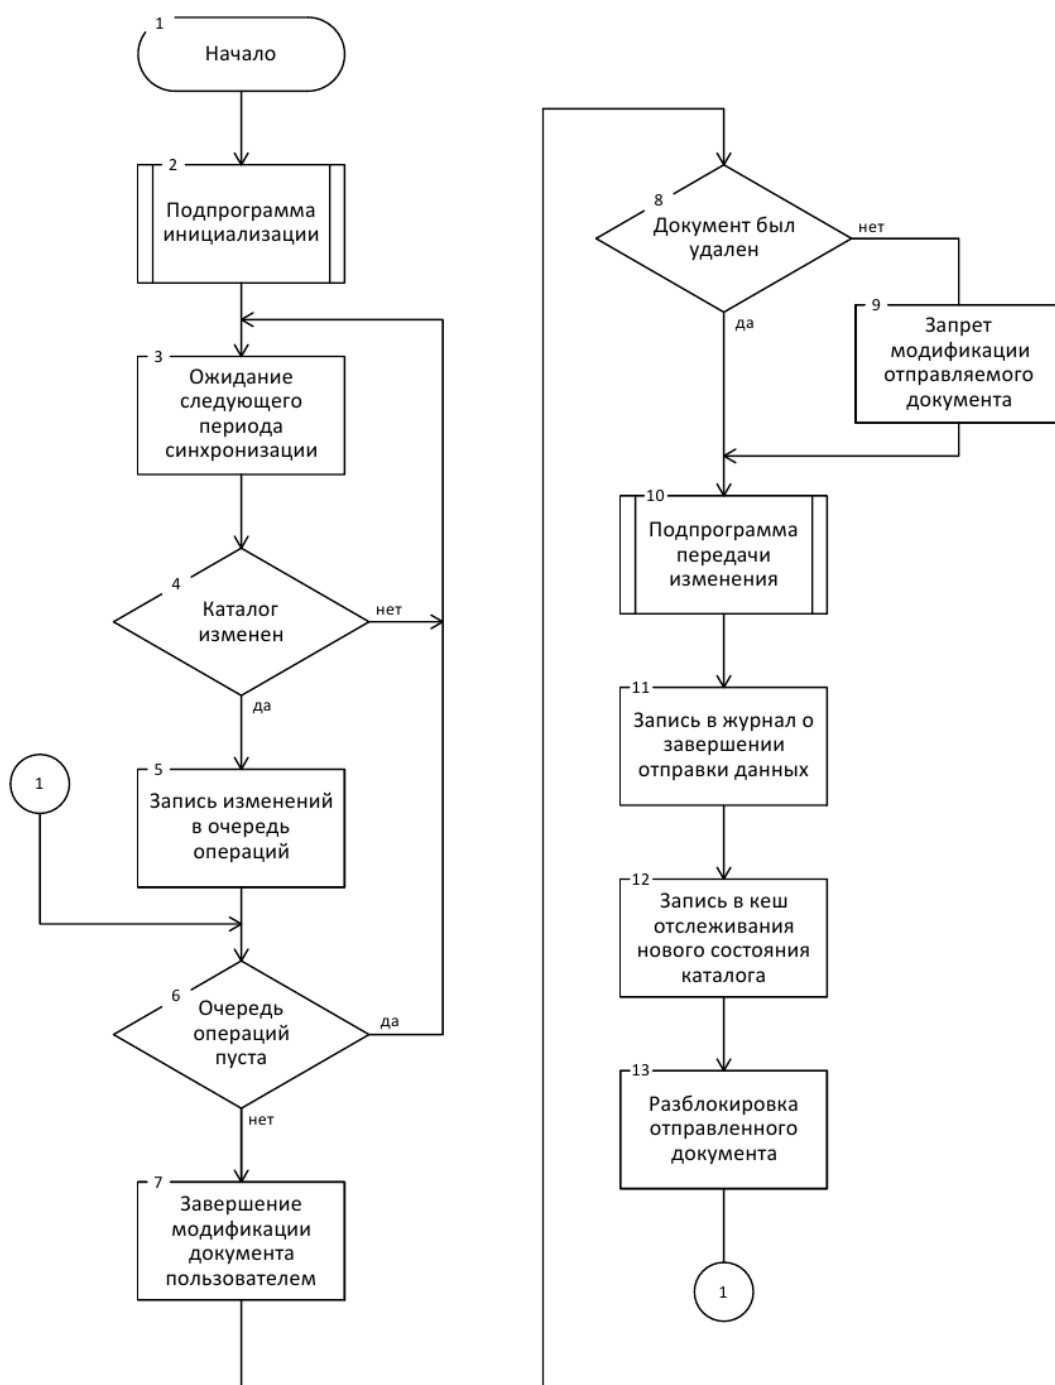 1
Начало
2
Подпрограмма
инициализации
3
Ожидание
следующего
периода
синхронизации
4
Каталог
изменен
нет
да
1
5
Запись изменений
в очередь
операций
6
Очередь
операций
пуста
да
нет
7
Завершение
модификации
документа
пользователем
8
Документ был
удален
нет
да
9
Запрет
модификации
отправляемого
документа
10
Подпрограмма
передачи
изменения
11
Запись в журнал о
завершении
отправки данных
12
Запись в кеш
отслеживания
нового состояния
каталога
13
Разблокировка
отправленного
документа
1